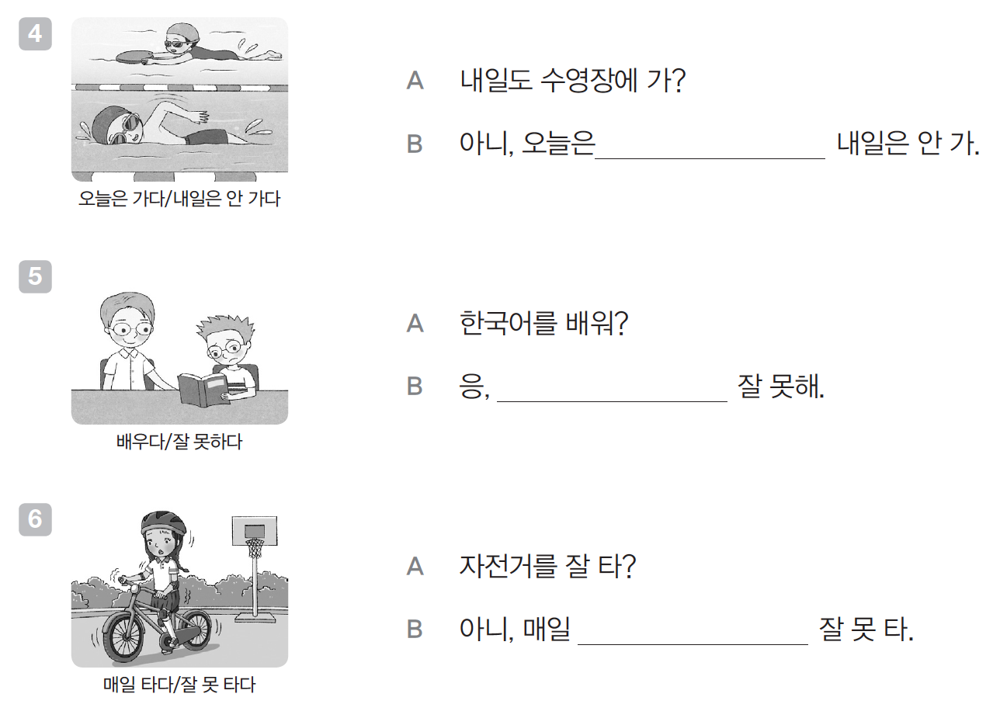 4
A 내일도 수영장에 가?
B 아니, 오늘은 내일은 안 가.
오늘은 가다/내일은 안 가다
5
A 한국어를 배워?
B 응, 잘 못해.
배우다/잘 못하다
6
A 자전거를 잘 타?
B 아니, 매일 잘 못 타.
매일 타다/잘 못 타다